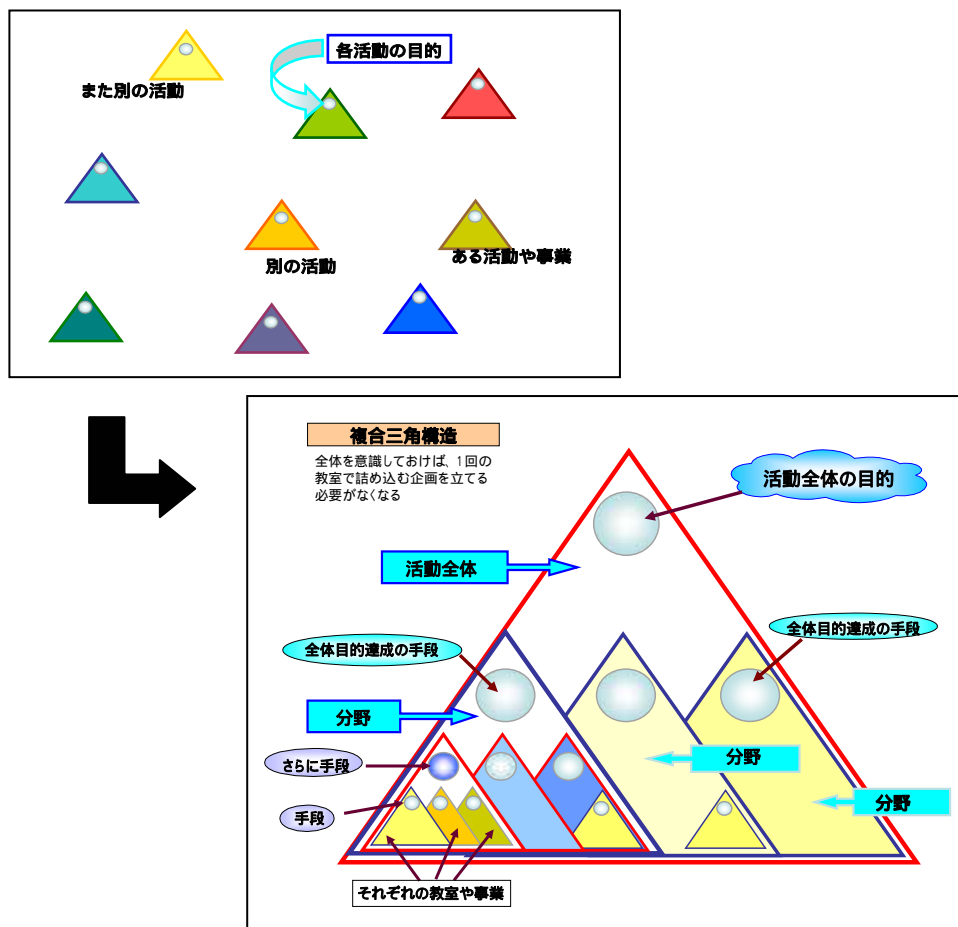 各活動の目的
また別の活動
別の活動
ある活動や事業
複合三角構造
全体を意識しておけば、1回の
教室で詰め込む企画を立てる
必要がなくなる
活動全体の目的
活動全体
全体目的達成の手段
全体目的達成の手段
分野
分野
さらに手段
分野
手段
それぞれの教室や事業